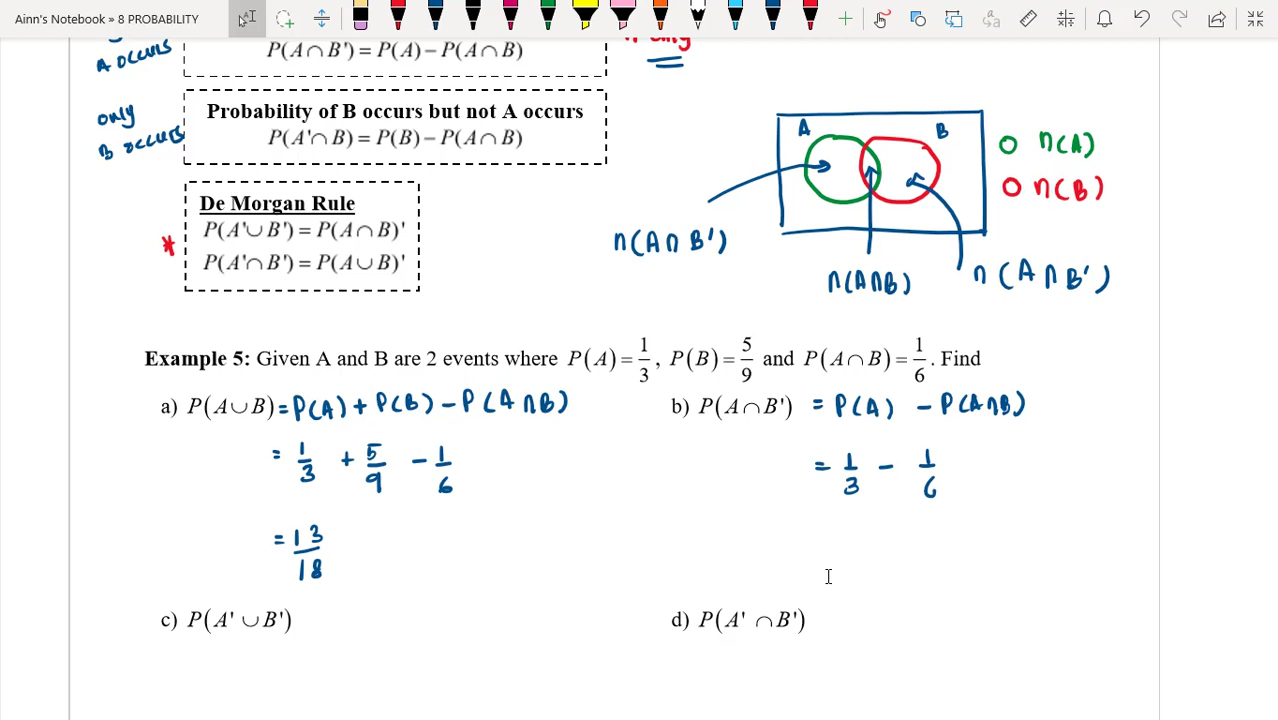 Ainn's Notebook » 8 PROBABILITY
A OCCURS
P(A∩B') = P(A) − P(A∩B)
only
only
B OCCURS
Probability of B occurs but not A occurs
P(A'∩B) = P(B) − P(A∩B)
A
B
n(A)
n(B)
De Morgan Rule
P(A'∪B') = P(A∩B)'
* P(A'∩B') = P(A∪B)'
n(A∩B')
n(A∩B)
n(A∩B')
Example 5: Given A and B are 2 events where P(A) = 1/3, P(B) = 5/9 and P(A∩B) = 1/6. Find
a) P(A∪B) = P(A) + P(B) − P(A∩B)
= 1/3 + 5/9 − 1/6
= 13/18
b) P(A∩B') = P(A) − P(A∩B)
= 1/3 − 1/6
c) P(A'∪B')
d) P(A'∩B')